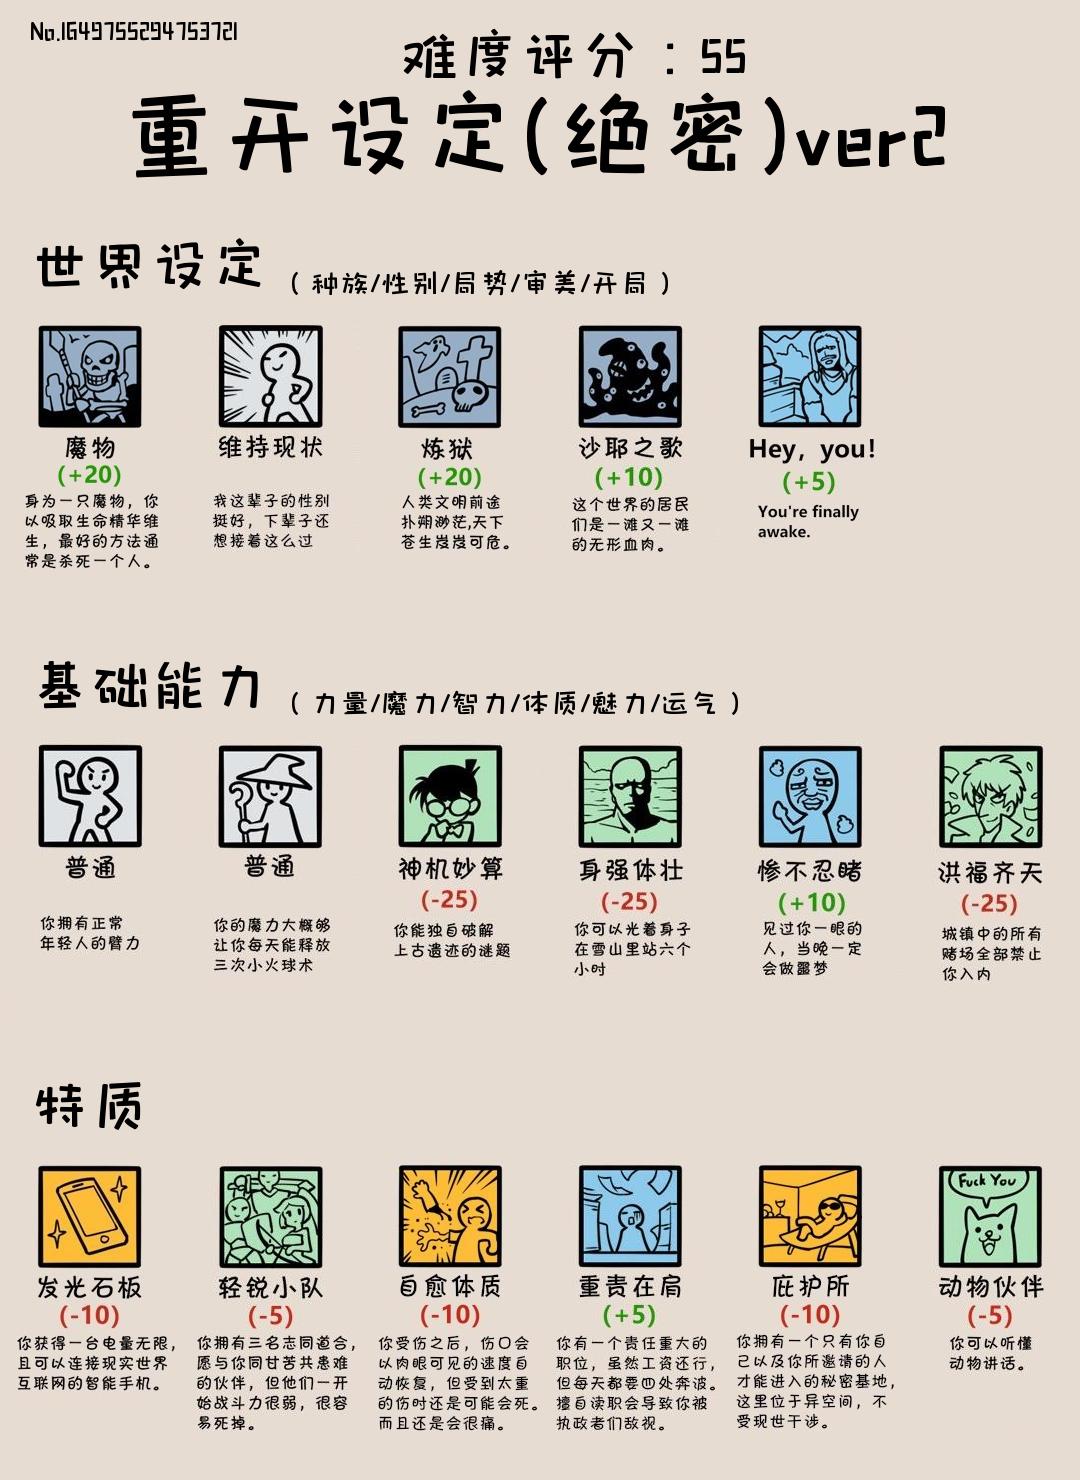 No.1649755294753721
难度评分：55
重开设定(绝密)ver2
世界设定（种族/性别/局势/审美/开局）
魔物
(+20)
身为一只魔物，你
以吸取生命精华维
生，最好的方法通
常是杀死一个人。
维持现状
我这辈子的性别
挺好，下辈子还
想接着这么过
炼狱
(+20)
人类文明前途
扑朔渺茫,天下
苍生岌岌可危。
沙耶之歌
(+10)
这个世界的居民
们是一滩又一滩
的无形血肉。
Hey, you!
(+5)
You're finally
awake.
基础能力（力量/魔力/智力/体质/魅力/运气）
普通
你拥有正常
年轻人的臂力
普通
你的魔力大概够
让你每天能释放
三次小火球术
神机妙算
(-25)
你能独自破解
上古遗迹的谜题
身强体壮
(-25)
你可以光着身子
在雪山里站六个
小时
惨不忍睹
(+10)
见过你一眼的
人，当晚一定
会做噩梦
洪福齐天
(-25)
城镇中的所有
赌场全部禁止
你入内
特质
发光石板
(-10)
你获得一台电量无限，
且可以连接现实世界
互联网的智能手机。
轻锐小队
(-5)
你拥有三名志同道合，
愿与你同甘苦共患难
的伙伴，但他们一开
始战斗力很弱，很容
易死掉。
自愈体质
(-10)
你受伤之后，伤口会
以肉眼可见的速度自
动恢复，但受到太重
的伤时还是可能会死。
而且还是会很痛。
重责在肩
(+5)
你有一个责任重大的
职位，虽然工资还行，
但每天都要四处奔波。
擅自读职会导致你被
执政者们敌视。
庇护所
(-10)
你拥有一个只有你自
己以及你所邀请的人
才能进入的秘密基地，
这里位于异空间，不
受现世干涉。
Fuck You
动物伙伴
(-5)
你可以听懂
动物讲话。